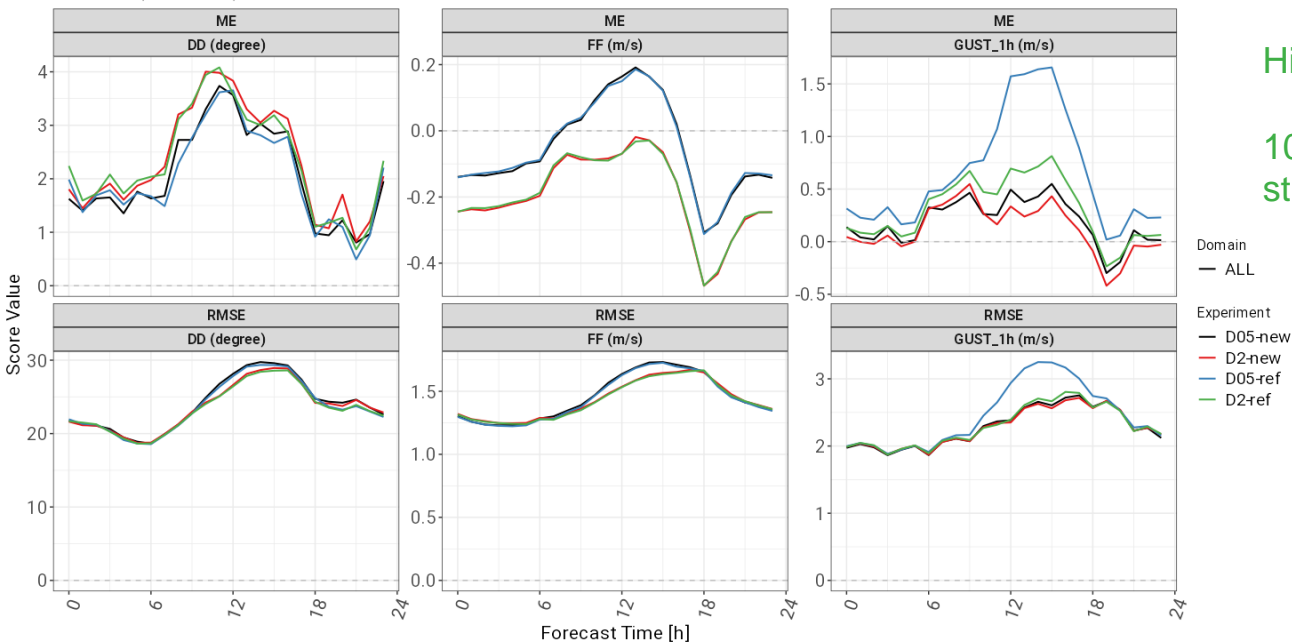 ME ME ME
DD (degree) FF (m/s) GUST_1h (m/s)
4 3 2 1 0
0.2 0.0 -0.2 -0.4
1.5 1.0 0.5 0.0 -0.5
RMSE RMSE RMSE
DD (degree) FF (m/s) GUST_1h (m/s)
30 20 10 0
1.5 1.0 0.5 0.0
3 2 1 0
0 6 12 18 24
0 6 12 18 24
0 6 12 18 24
Score Value
Forecast Time [h]
Domain
ALL
Experiment
D05-new
D2-new
D05-ref
D2-ref
Hi
10
st